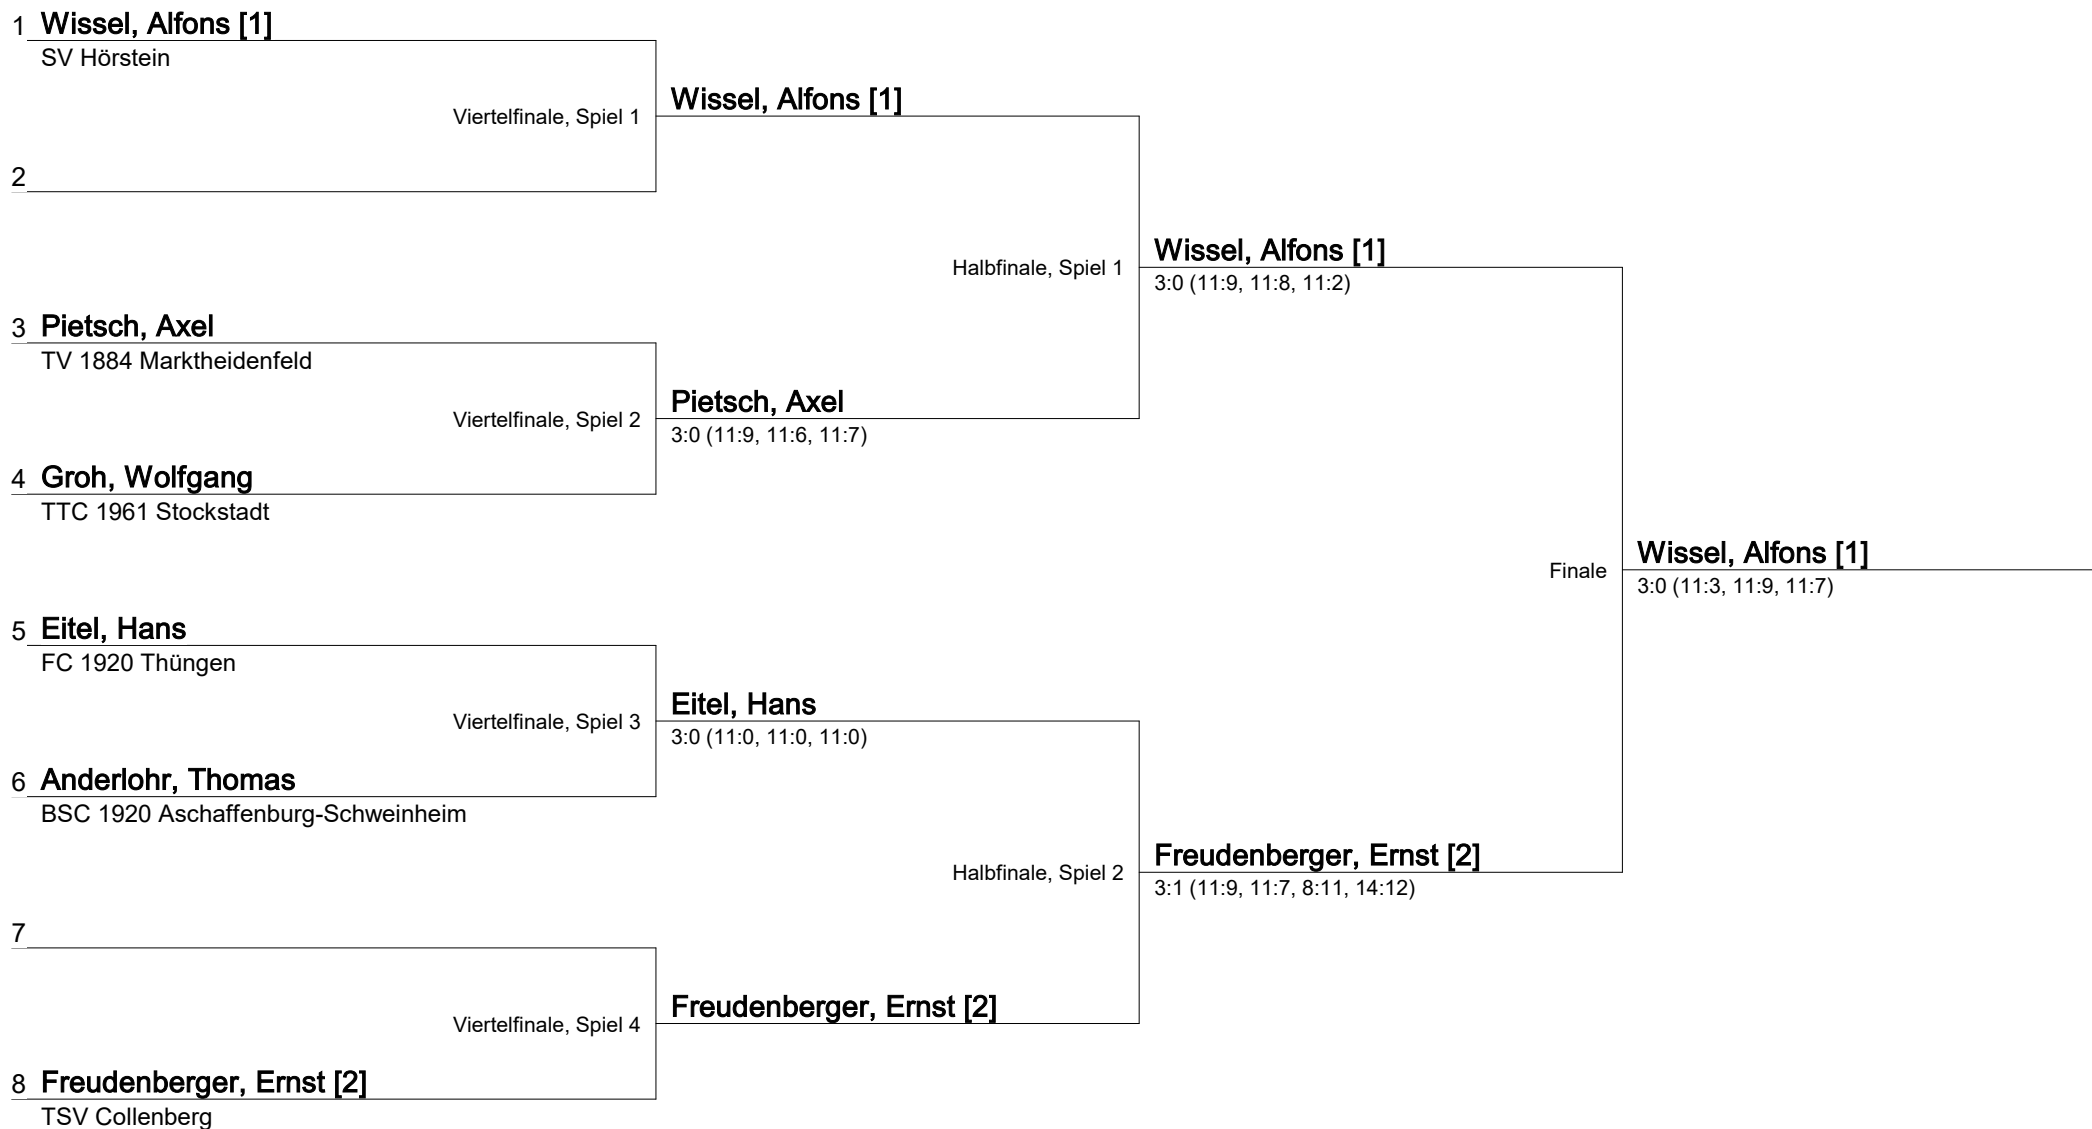 1 Wissel, Alfons [1]
SV Hörstein
Viertelfinale, Spiel 1
Wissel, Alfons [1]
2
Halbfinale, Spiel 1
Wissel, Alfons [1]
3:0 (11:9, 11:8, 11:2)
3 Pietsch, Axel
TV 1884 Marktheidenfeld
Viertelfinale, Spiel 2
Pietsch, Axel
3:0 (11:9, 11:6, 11:7)
4 Groh, Wolfgang
TTC 1961 Stockstadt
Finale
Wissel, Alfons [1]
3:0 (11:3, 11:9, 11:7)
5 Eitel, Hans
FC 1920 Thüngen
Viertelfinale, Spiel 3
Eitel, Hans
3:0 (11:0, 11:0, 11:0)
6 Anderlohr, Thomas
BSC 1920 Aschaffenburg-Schweinheim
Halbfinale, Spiel 2
Freudenberger, Ernst [2]
3:1 (11:9, 11:7, 8:11, 14:12)
7
Viertelfinale, Spiel 4
Freudenberger, Ernst [2]
8 Freudenberger, Ernst [2]
TSV Collenberg